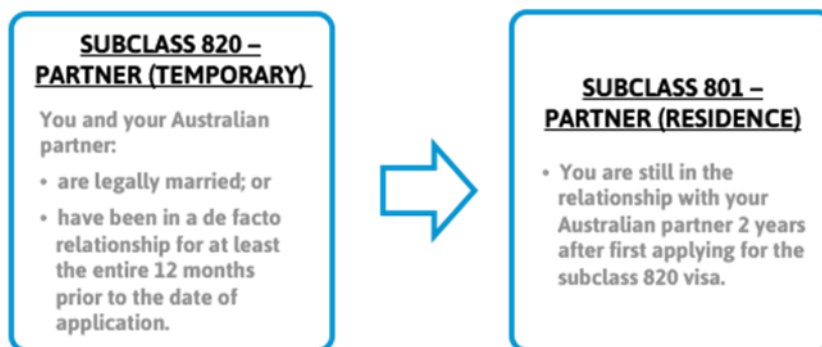 SUBCLASS 820 –
PARTNER (TEMPORARY)
You and your Australian
partner:
• are legally married; or
• have been in a de facto
relationship for at least
the entire 12 months
prior to the date of
application.
SUBCLASS 801 –
PARTNER (RESIDENCE)
• You are still in the
relationship with your
Australian partner 2 years
after first applying for the
subclass 820 visa.